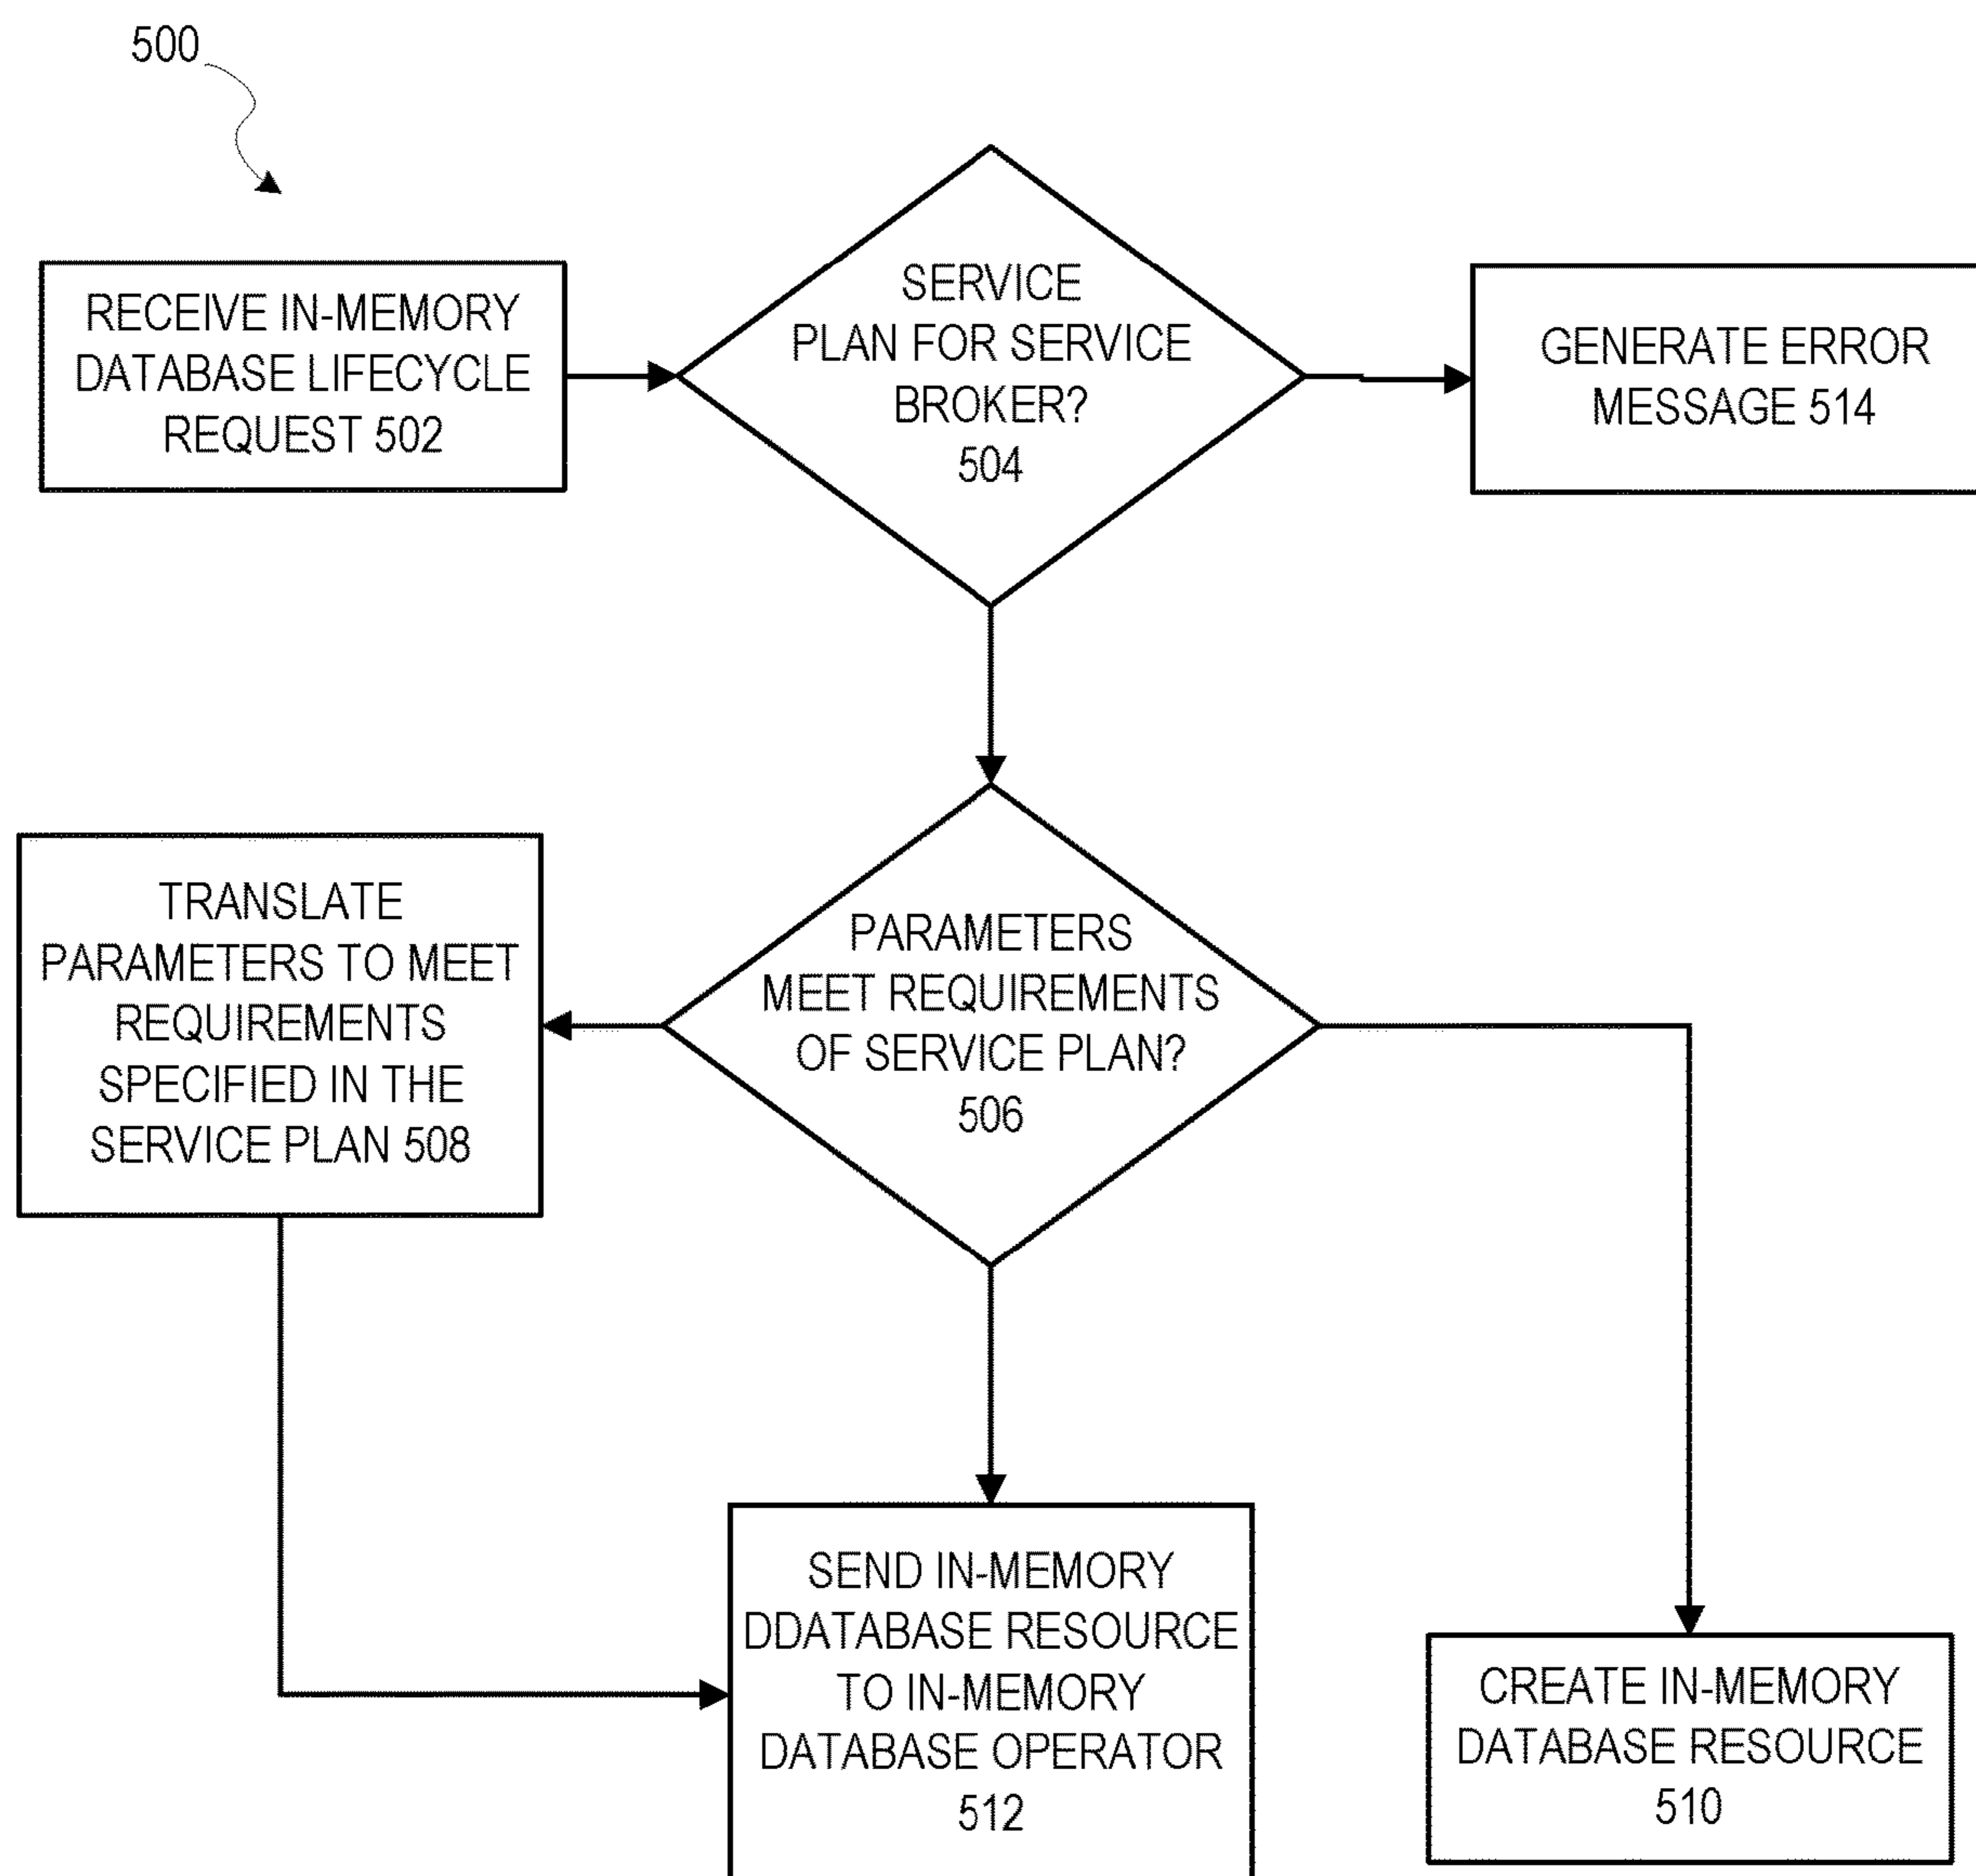 500
RECEIVE IN-MEMORY
DATABASE LIFECYCLE
REQUEST 502
SERVICE
PLAN FOR SERVICE
BROKER?
504
GENERATE ERROR
MESSAGE 514
TRANSLATE
PARAMETERS TO MEET
REQUIREMENTS
SPECIFIED IN THE
SERVICE PLAN 508
PARAMETERS
MEET REQUIREMENTS
OF SERVICE PLAN?
506
SEND IN-MEMORY
DDATABASE RESOURCE
TO IN-MEMORY
DATABASE OPERATOR
512
CREATE IN-MEMORY
DATABASE RESOURCE
510